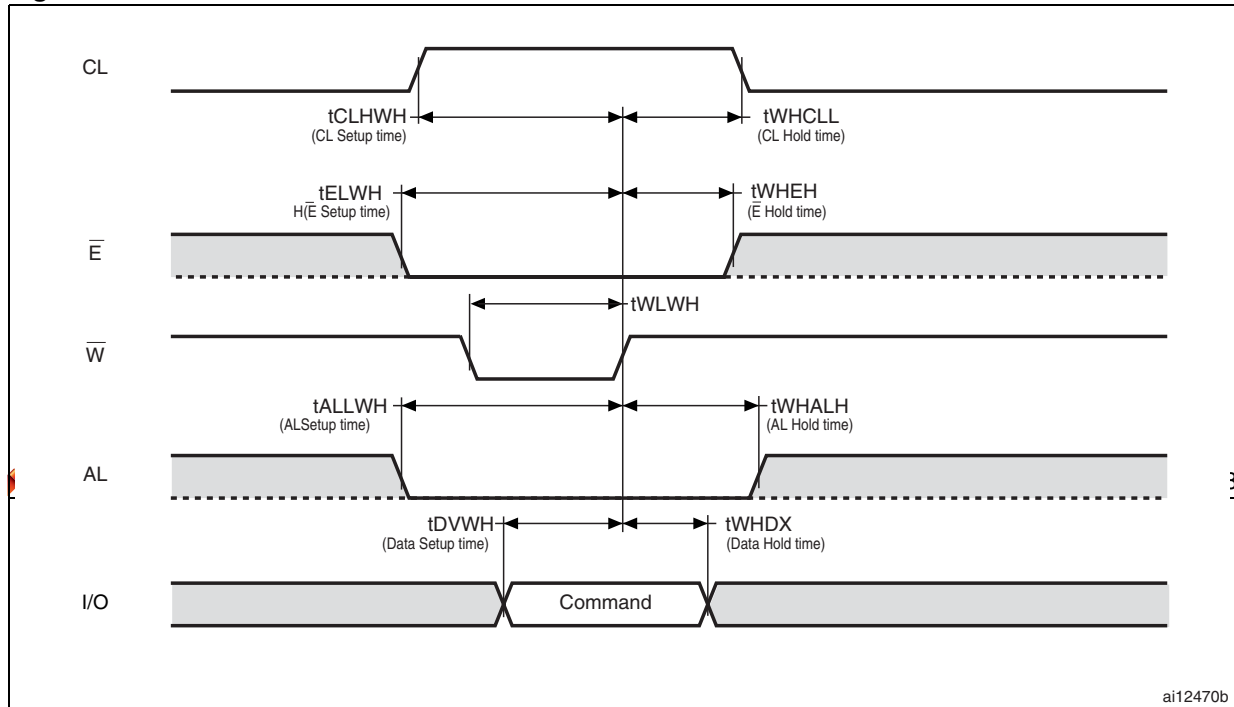 CL
tCLHWH
(CL Setup time)
tWHCLL
(CL Hold time)
tELWH
H(E̅ Setup time)
tWHEH
(E̅ Hold time)
E̅
tWLWH
W̅
tALLWH
(ALSetup time)
tWHALH
(AL Hold time)
AL
tDVWH
(Data Setup time)
tWHDX
(Data Hold time)
I/O
Command
ai12470b